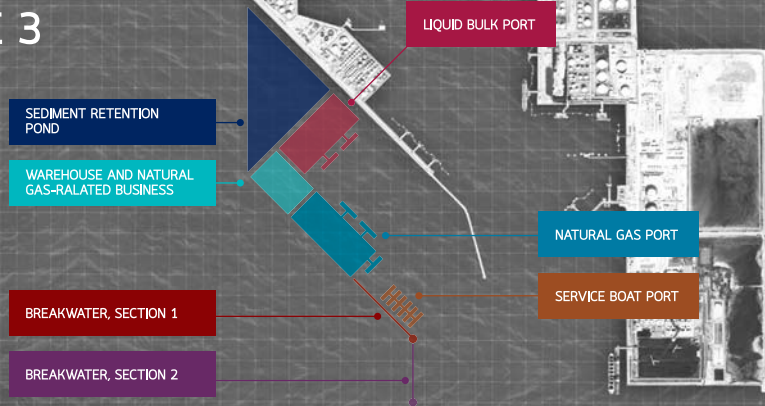 3
LIQUID BULK PORT
SEDIMENT RETENTION
POND
WAREHOUSE AND NATURAL
GAS-RALATED BUSINESS
NATURAL GAS PORT
SERVICE BOAT PORT
BREAKWATER, SECTION 1
BREAKWATER, SECTION 2